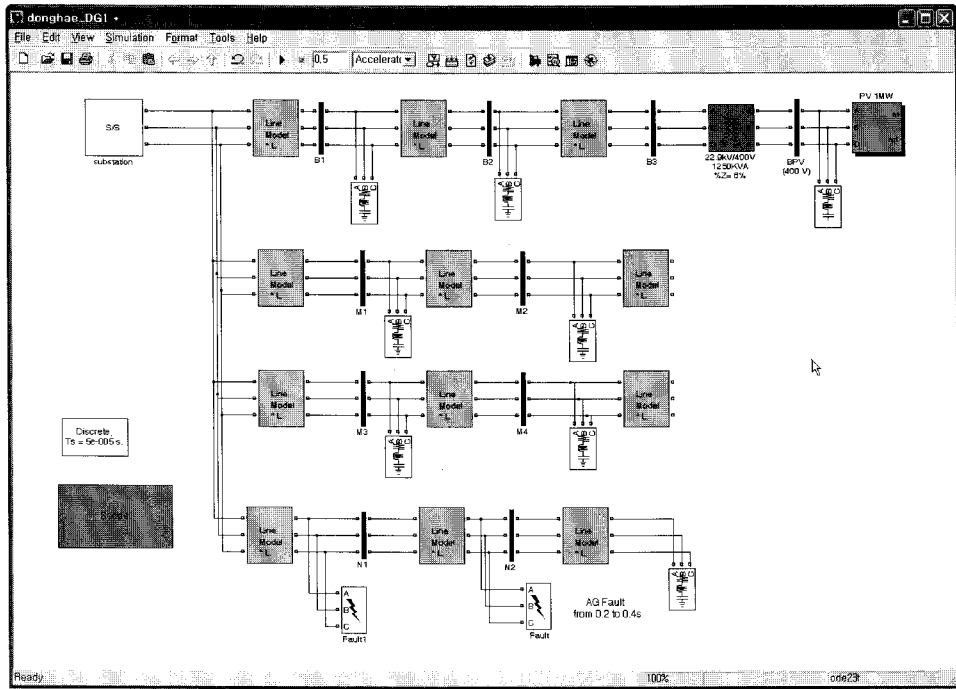 donghae_DG1 *
File Edit View Simulation Format Tools Help
0.5 Accelerato
S/S
substation
Line Model * L
B1
Line Model * L
B2
Line Model * L
B3
22.9kV/400V
1250KVA
%Z= 6%
BPV
(400 V)
PV 1MW
A B C
A B C
A B C
Line Model * L
M1
Line Model * L
M2
Line Model * L
A B C
A B C
Line Model * L
M3
Line Model * L
M4
Line Model * L
A B C
A B C
Discrete,
Ts = 5e-005 s.
Line Model * L
N1
Line Model * L
N2
Line Model * L
A B C
A
B
C
Fault1
A
B
C
Fault
AG Fault
from 0.2 to 0.4s
Ready
100%
ode23t